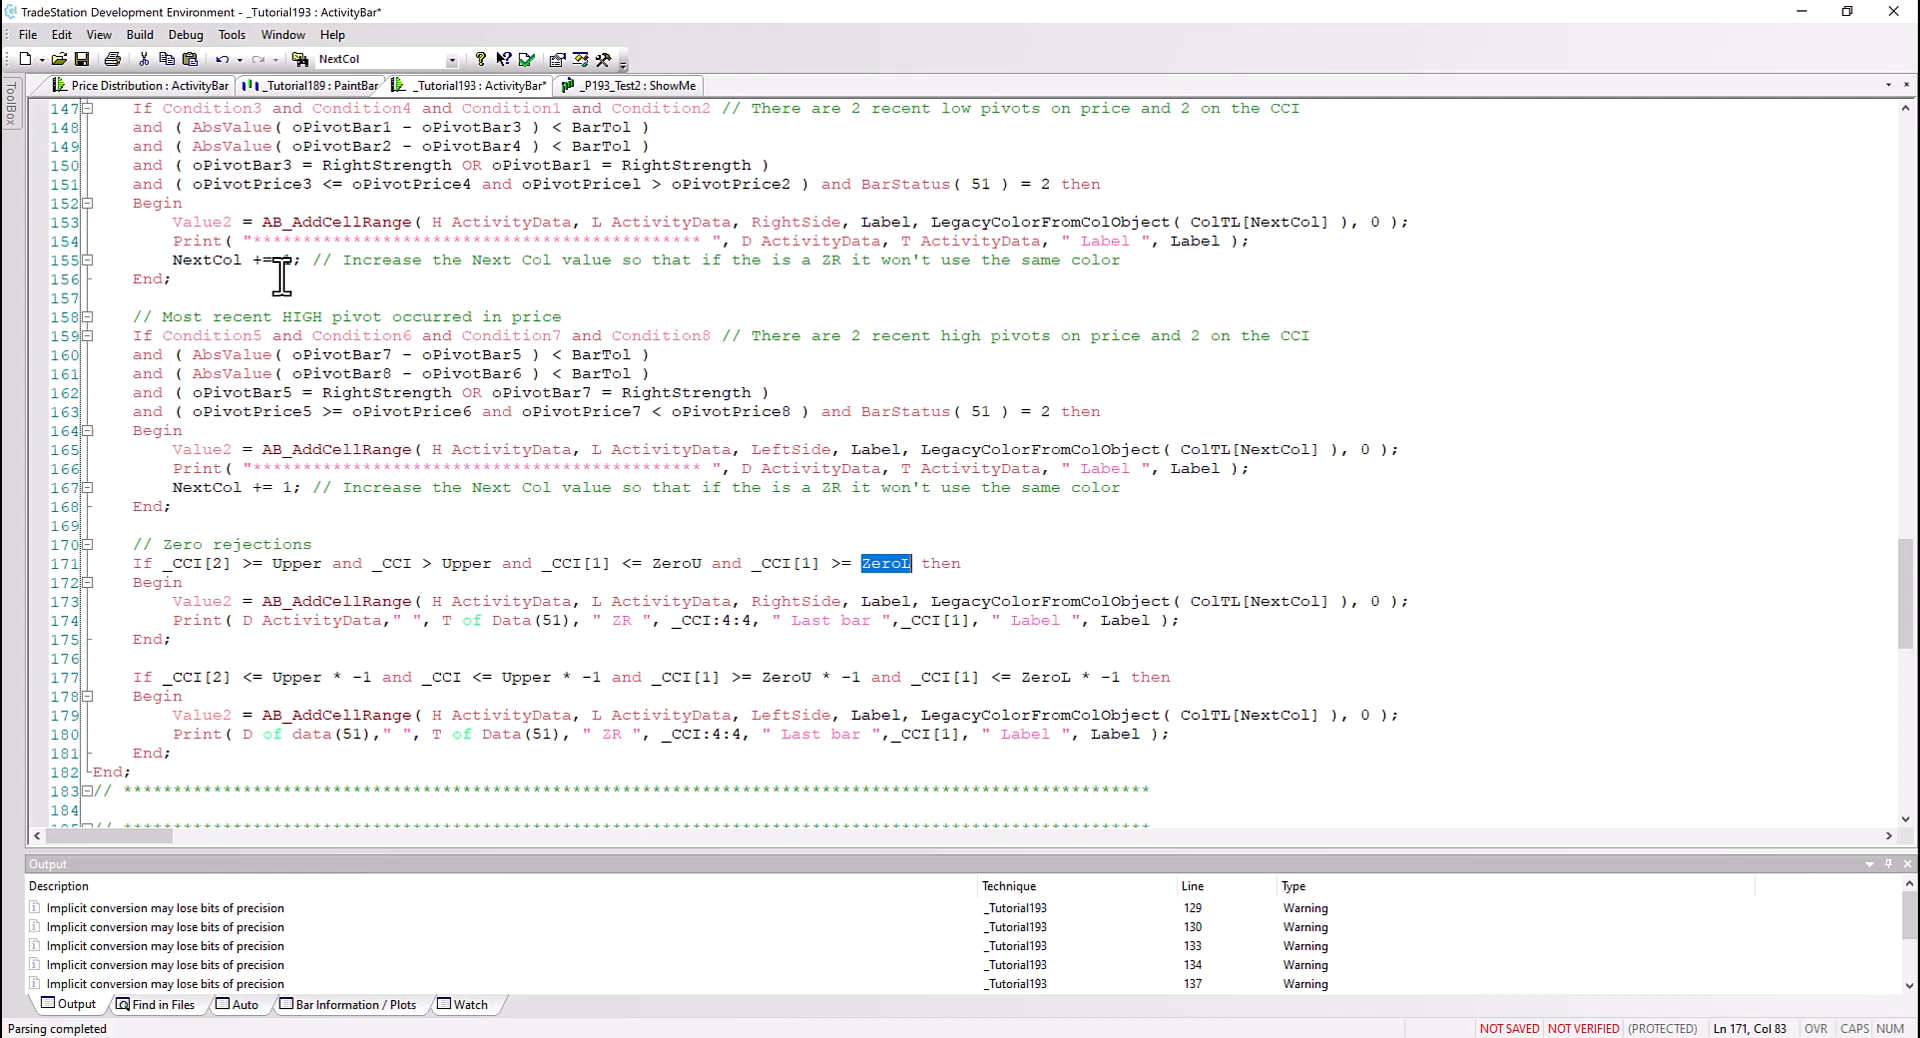 TradeStation Development Environment - _Tutorial193 : ActivityBar*
File Edit View Build Debug Tools Window Help
NextCol
ToolBox
Price Distribution : ActivityBar _Tutorial189 : PaintBar _Tutorial193 : ActivityBar* _P193_Test2 : ShowMe
147 If Condition3 and Condition4 and Condition1 and Condition2 // There are 2 recent low pivots on price and 2 on the CCI
148 and ( AbsValue( oPivotBar1 - oPivotBar3 ) < BarTol )
149 and ( AbsValue( oPivotBar2 - oPivotBar4 ) < BarTol )
150 and ( oPivotBar3 = RightStrength OR oPivotBar1 = RightStrength )
151 and ( oPivotPrice3 <= oPivotPrice4 and oPivotPrice1 > oPivotPrice2 ) and BarStatus( 51 ) = 2 then
152 Begin
153 Value2 = AB_AddCellRange( H ActivityData, L ActivityData, RightSide, Label, LegacyColorFromColObject( ColTL[NextCol] ), 0 );
154 Print( "********************************************* ", D ActivityData, T ActivityData, " Label ", Label );
155 NextCol += 1; // Increase the Next Col value so that if the is a ZR it won't use the same color
156 End;
157
158 // Most recent HIGH pivot occurred in price
159 If Condition5 and Condition6 and Condition7 and Condition8 // There are 2 recent high pivots on price and 2 on the CCI
160 and ( AbsValue( oPivotBar7 - oPivotBar5 ) < BarTol )
161 and ( AbsValue( oPivotBar8 - oPivotBar6 ) < BarTol )
162 and ( oPivotBar5 = RightStrength OR oPivotBar7 = RightStrength )
163 and ( oPivotPrice5 >= oPivotPrice6 and oPivotPrice7 < oPivotPrice8 ) and BarStatus( 51 ) = 2 then
164 Begin
165 Value2 = AB_AddCellRange( H ActivityData, L ActivityData, LeftSide, Label, LegacyColorFromColObject( ColTL[NextCol] ), 0 );
166 Print( "********************************************* ", D ActivityData, T ActivityData, " Label ", Label );
167 NextCol += 1; // Increase the Next Col value so that if the is a ZR it won't use the same color
168 End;
169
170 // Zero rejections
171 If _CCI[2] >= Upper and _CCI > Upper and _CCI[1] <= ZeroU and _CCI[1] >= ZeroL then
172 Begin
173 Value2 = AB_AddCellRange( H ActivityData, L ActivityData, RightSide, Label, LegacyColorFromColObject( ColTL[NextCol] ), 0 );
174 Print( D ActivityData," ", T of Data(51), " ZR ", _CCI:4:4, " Last bar ",_CCI[1], " Label ", Label );
175 End;
176
177 If _CCI[2] <= Upper * -1 and _CCI <= Upper * -1 and _CCI[1] >= ZeroU * -1 and _CCI[1] <= ZeroL * -1 then
178 Begin
179 Value2 = AB_AddCellRange( H ActivityData, L ActivityData, LeftSide, Label, LegacyColorFromColObject( ColTL[NextCol] ), 0 );
180 Print( D of data(51)," ", T of Data(51), " ZR ", _CCI:4:4, " Last bar ",_CCI[1], " Label ", Label );
181 End;
182 End;
183 // *******************************************************************************************************
184
Output
Description Technique Line Type
Implicit conversion may lose bits of precision _Tutorial193 129 Warning
Implicit conversion may lose bits of precision _Tutorial193 130 Warning
Implicit conversion may lose bits of precision _Tutorial193 133 Warning
Implicit conversion may lose bits of precision _Tutorial193 134 Warning
Implicit conversion may lose bits of precision _Tutorial193 137 Warning
Output Find in Files Auto Bar Information / Plots Watch
Parsing completed NOT SAVED NOT VERIFIED (PROTECTED) Ln 171, Col 83 OVR CAPS NUM